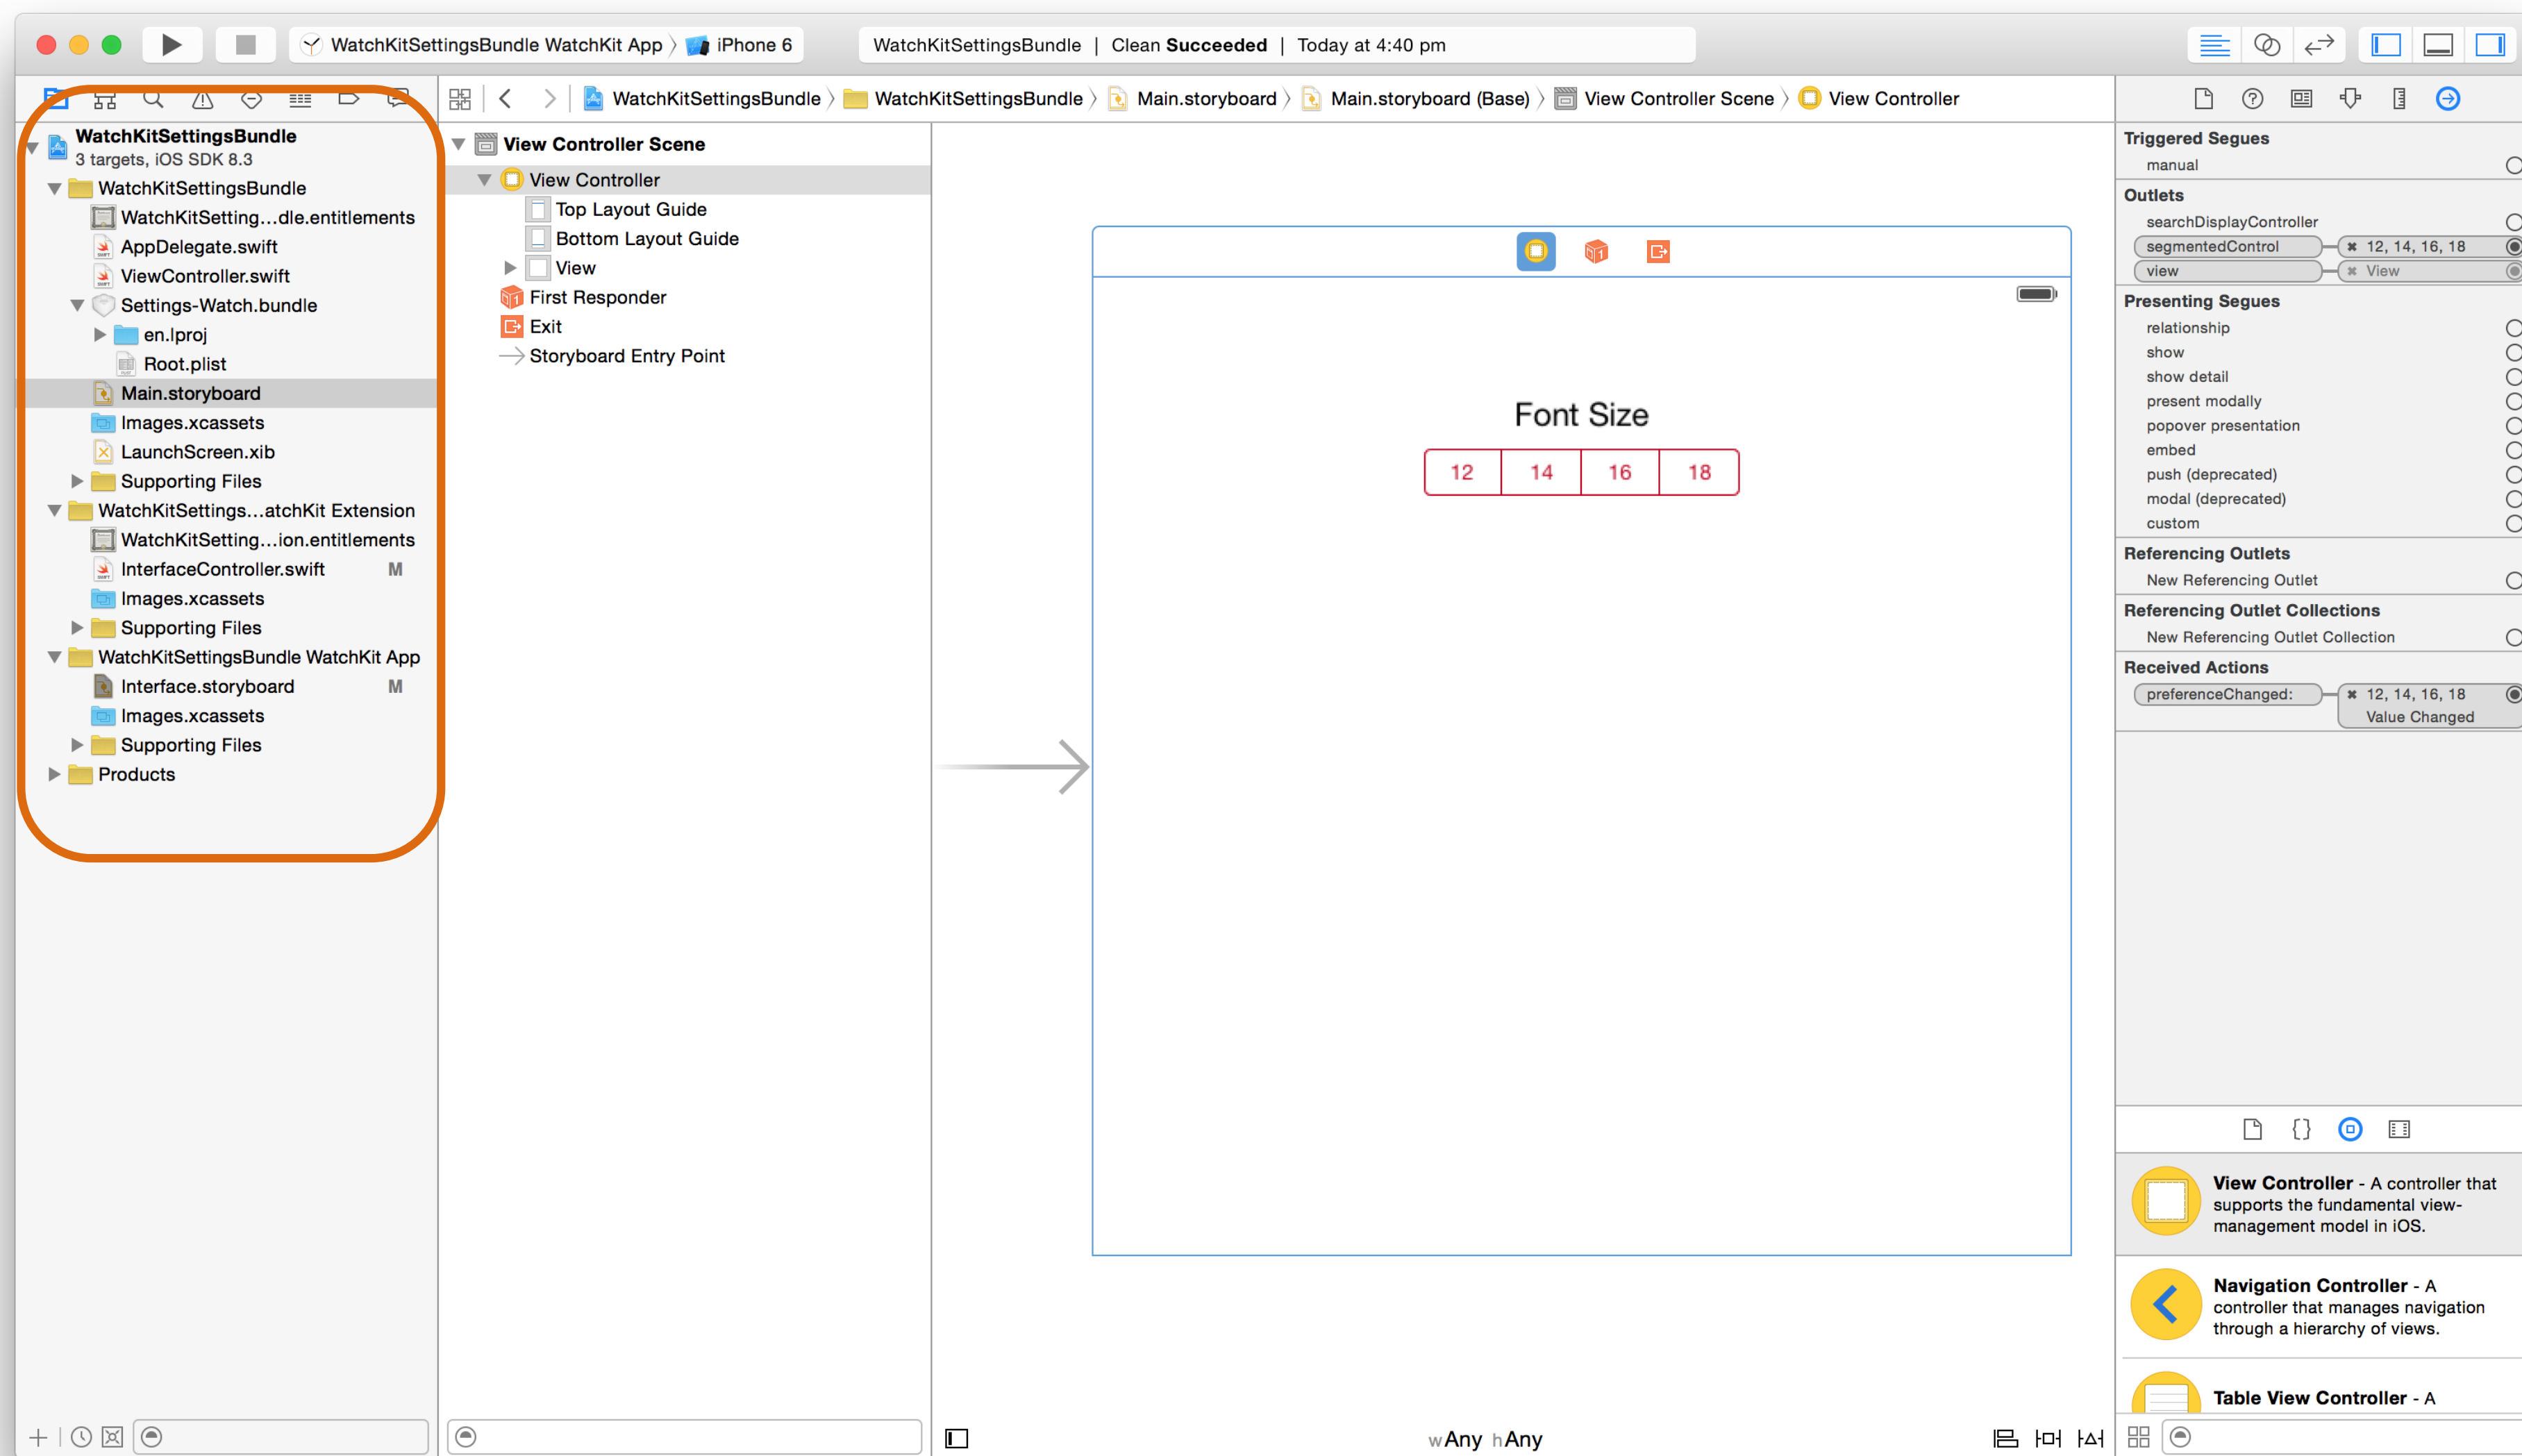 WatchKitSettingsBundle WatchKit App
iPhone 6
WatchKitSettingsBundle | Clean Succeeded | Today at 4:40 pm
WatchKitSettingsBundle
WatchKitSettingsBundle
Main.storyboard
Main.storyboard (Base)
View Controller Scene
View Controller
WatchKitSettingsBundle
3 targets, iOS SDK 8.3
WatchKitSettingsBundle
WatchKitSetting...dle.entitlements
AppDelegate.swift
ViewController.swift
Settings-Watch.bundle
en.lproj
Root.plist
Main.storyboard
Images.xcassets
LaunchScreen.xib
Supporting Files
WatchKitSettings...atchKit Extension
WatchKitSetting...ion.entitlements
InterfaceController.swift M
Images.xcassets
Supporting Files
WatchKitSettingsBundle WatchKit App
Interface.storyboard M
Images.xcassets
Supporting Files
Products
View Controller Scene
View Controller
Top Layout Guide
Bottom Layout Guide
View
First Responder
Exit
Storyboard Entry Point
Font Size
12 14 16 18
wAny hAny
Triggered Segues
manual
Outlets
searchDisplayController
segmentedControl 12, 14, 16, 18
view View
Presenting Segues
relationship
show
show detail
present modally
popover presentation
embed
push (deprecated)
modal (deprecated)
custom
Referencing Outlets
New Referencing Outlet
Referencing Outlet Collections
New Referencing Outlet Collection
Received Actions
preferenceChanged: 12, 14, 16, 18
Value Changed
View Controller - A controller that
supports the fundamental view-
management model in iOS.
Navigation Controller - A
controller that manages navigation
through a hierarchy of views.
Table View Controller - A